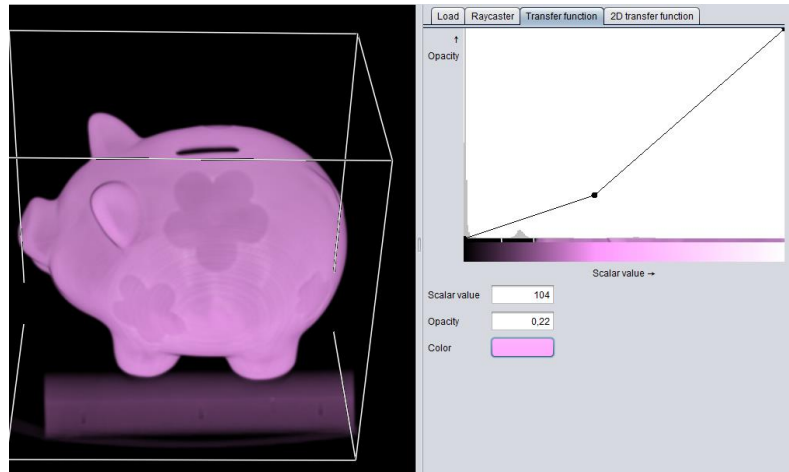 Load Raycaster Transfer function 2D transfer function
↑
Opacity
Scalar value →
Scalar value 104
Opacity 0,22
Color